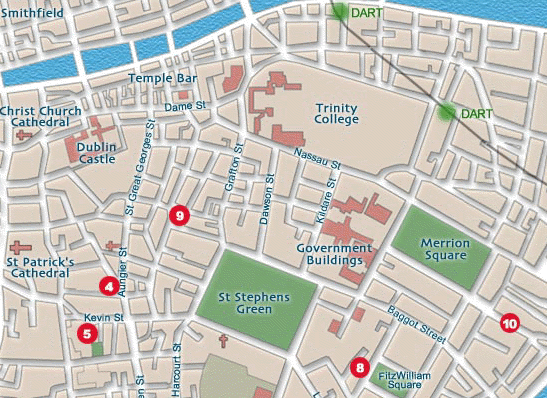 Smithfield
DART
Temple Bar
Dame St
Trinity
College
DART
Christ Church
Cathedral
Dublin
Castle
St Great Georges St
Grafton St
Nassau St
Dawson St
Kildare St
9
Government
Buildings
Merrion
Square
St Patrick's
Cathedral
Aungier St
4
St Stephens
Green
Kevin St
5
Harcourt St
Baggot Street
10
8
FitzWilliam
Square
en St
L